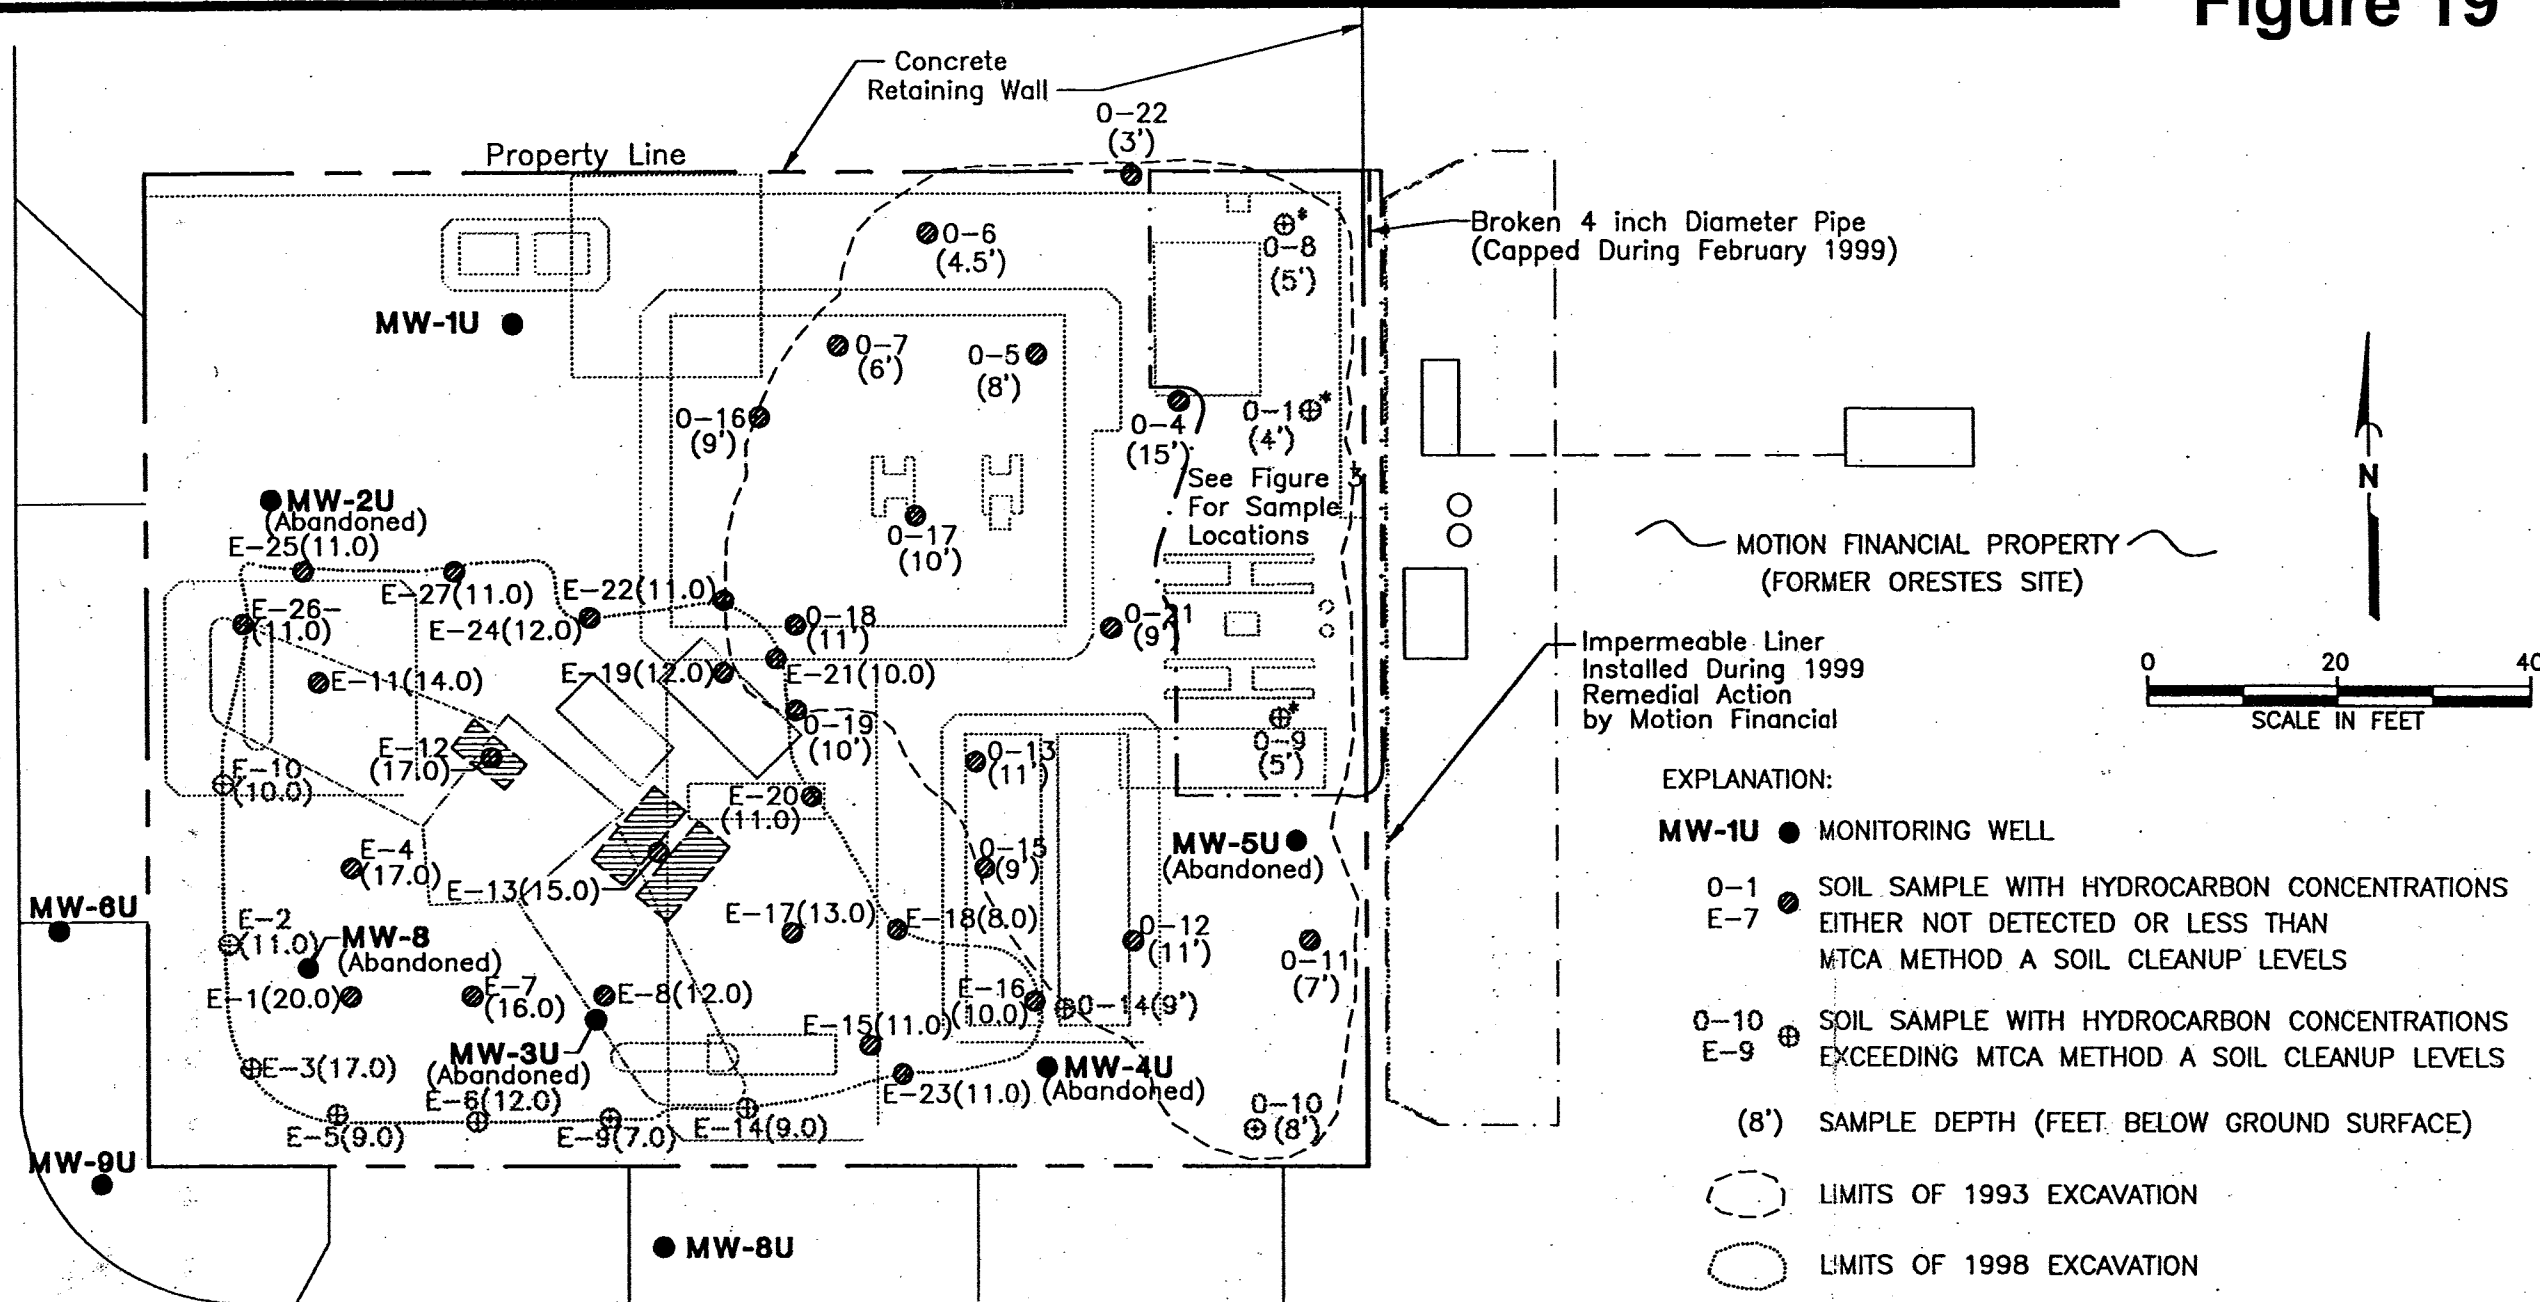 Figure 19
Concrete
Retaining Wall
0-22
(3')
Property Line
0-6
(4.5')
*
0-8
(5')
Broken 4 inch Diameter Pipe
(Capped During February 1999)
MW-1U
0-7
(6')
0-5
(8')
0-16
(9')
0-4
(15')
0-1
*
(4')
See Figure 3
For Sample
Locations
N
MW-2U
(Abandoned)
E-25(11.0)
0-17
(10')
MOTION FINANCIAL PROPERTY
(FORMER ORESTES SITE)
E-27(11.0)
E-22(11.0)
E-26
(11.0)
E-24(12.0)
0-18
(11')
0-21
(9')
Impermeable Liner
Installed During 1999
Remedial Action
by Motion Financial
0 20 40
SCALE IN FEET
E-11(14.0)
E-19(12.0)
E-21(10.0)
0-19
(10')
*
0-9
(5')
E-12
(17.0)
0-13
(11')
E-10
(10.0)
E-20
(11.0)
EXPLANATION:
MW-1U MONITORING WELL
E-4
(17.0)
E-13(15.0)
0-15
(9')
MW-5U
(Abandoned)
0-1
E-7
SOIL SAMPLE WITH HYDROCARBON CONCENTRATIONS
EITHER NOT DETECTED OR LESS THAN
MTCA METHOD A SOIL CLEANUP LEVELS
MW-6U
E-2
(11.0)
MW-8
(Abandoned)
E-17(13.0)
E-18(8.0)
0-12
(11')
0-11
(7')
E-1(20.0)
E-7
(16.0)
E-8(12.0)
E-16
(10.0)
0-14(9')
0-10
E-9
SOIL SAMPLE WITH HYDROCARBON CONCENTRATIONS
EXCEEDING MTCA METHOD A SOIL CLEANUP LEVELS
E-15(11.0)
E-3(17.0)
MW-3U
(Abandoned)
MW-4U
(Abandoned)
E-6(12.0)
E-23(11.0)
E-5(9.0)
E-9(7.0)
E-14(9.0)
0-10
(8')
(8') SAMPLE DEPTH (FEET BELOW GROUND SURFACE)
MW-9U
LIMITS OF 1993 EXCAVATION
MW-8U
LIMITS OF 1998 EXCAVATION